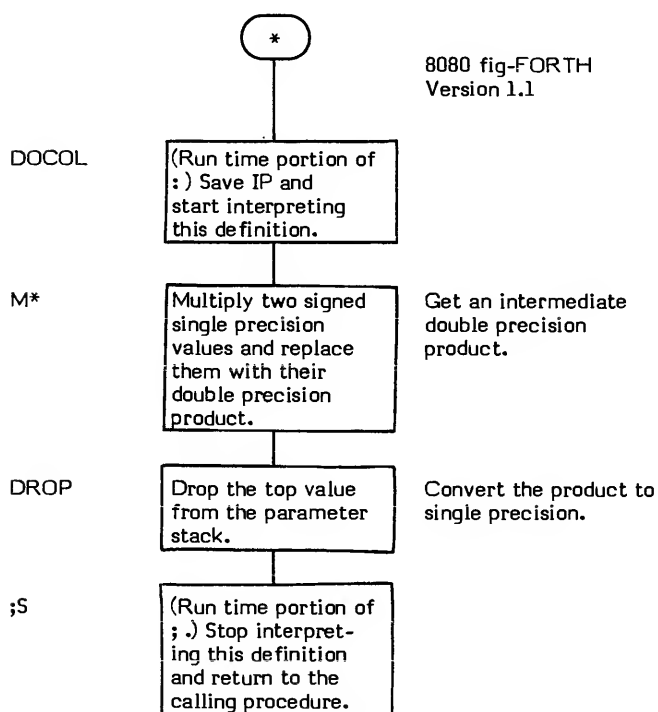 *
8080 fig-FORTH
Version 1.1
DOCOL
(Run time portion of
: ) Save IP and
start interpreting
this definition.
M*
Multiply two signed
single precision
values and replace
them with their
double precision
product.
Get an intermediate
double precision
product.
DROP
Drop the top value
from the parameter
stack.
Convert the product to
single precision.
;S
(Run time portion of
; .) Stop interpret-
ing this definition
and return to the
calling procedure.